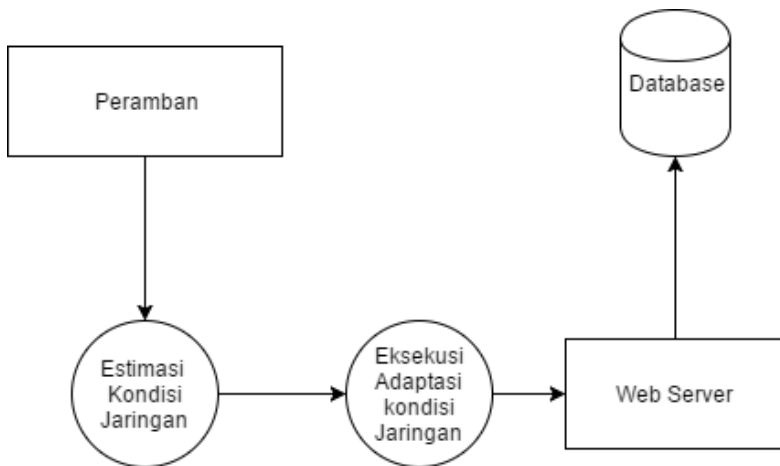 Peramban
Database
Estimasi
Kondisi
Jaringan
Eksekusi
Adaptasi
kondisi
Jaringan
Web Server